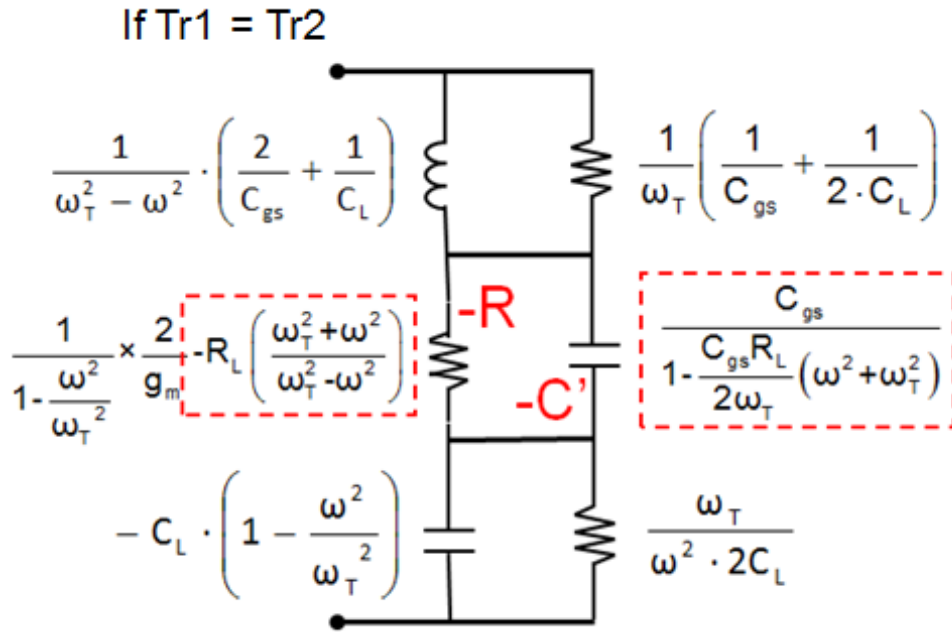 If Tr1 = Tr2
1/(ω_T² − ω²) · (2/C_gs + 1/C_L)
1/ω_T (1/C_gs + 1/(2 · C_L))
1/(1-ω²/ω_T²) × 2/g_m -R_L ((ω_T²+ω²)/(ω_T²-ω²))
-R
-C’
C_gs/(1-(C_gs R_L)/(2ω_T) (ω²+ω_T²))
− C_L · (1 − ω²/ω_T²)
ω_T/(ω² · 2C_L)